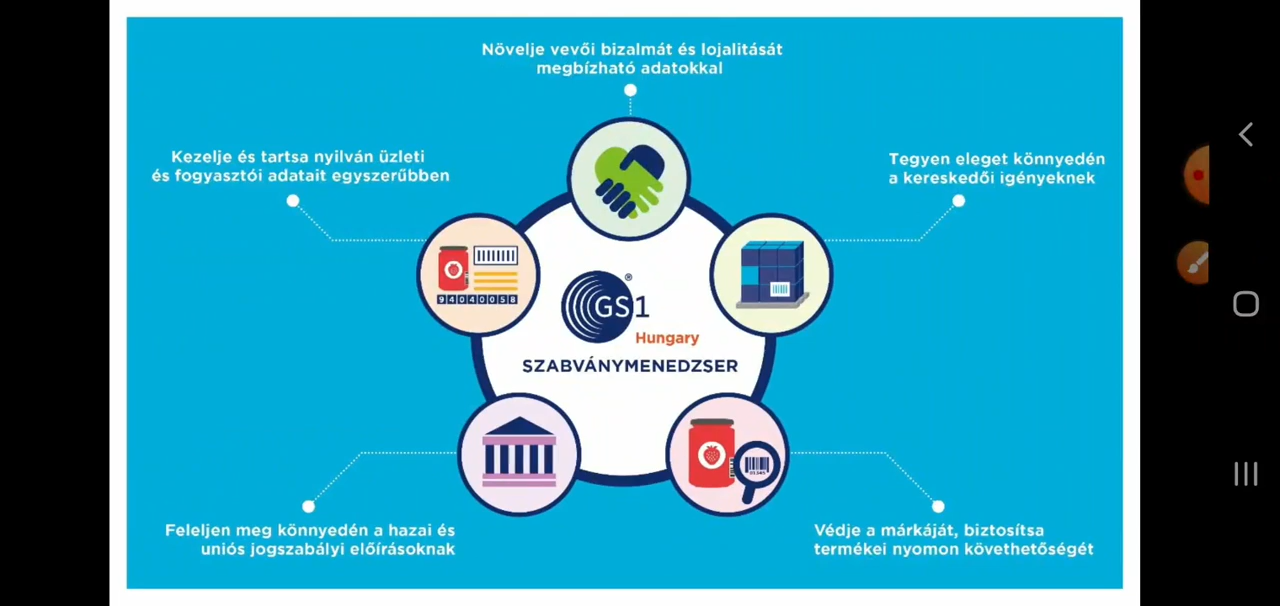 Növelje vevői bizalmát és lojalitását
megbízható adatokkal
Kezelje és tartsa nyilván üzleti
és fogyasztói adatait egyszerűbben
Tegyen eleget könnyedén
a kereskedői igényeknek
94040058
GS1®
Hungary
SZABVÁNYMENEDZSER
01345
Feleljen meg könnyedén a hazai és
uniós jogszabályi előírásoknak
Védje a márkáját, biztosítsa
termékei nyomon követhetőségét